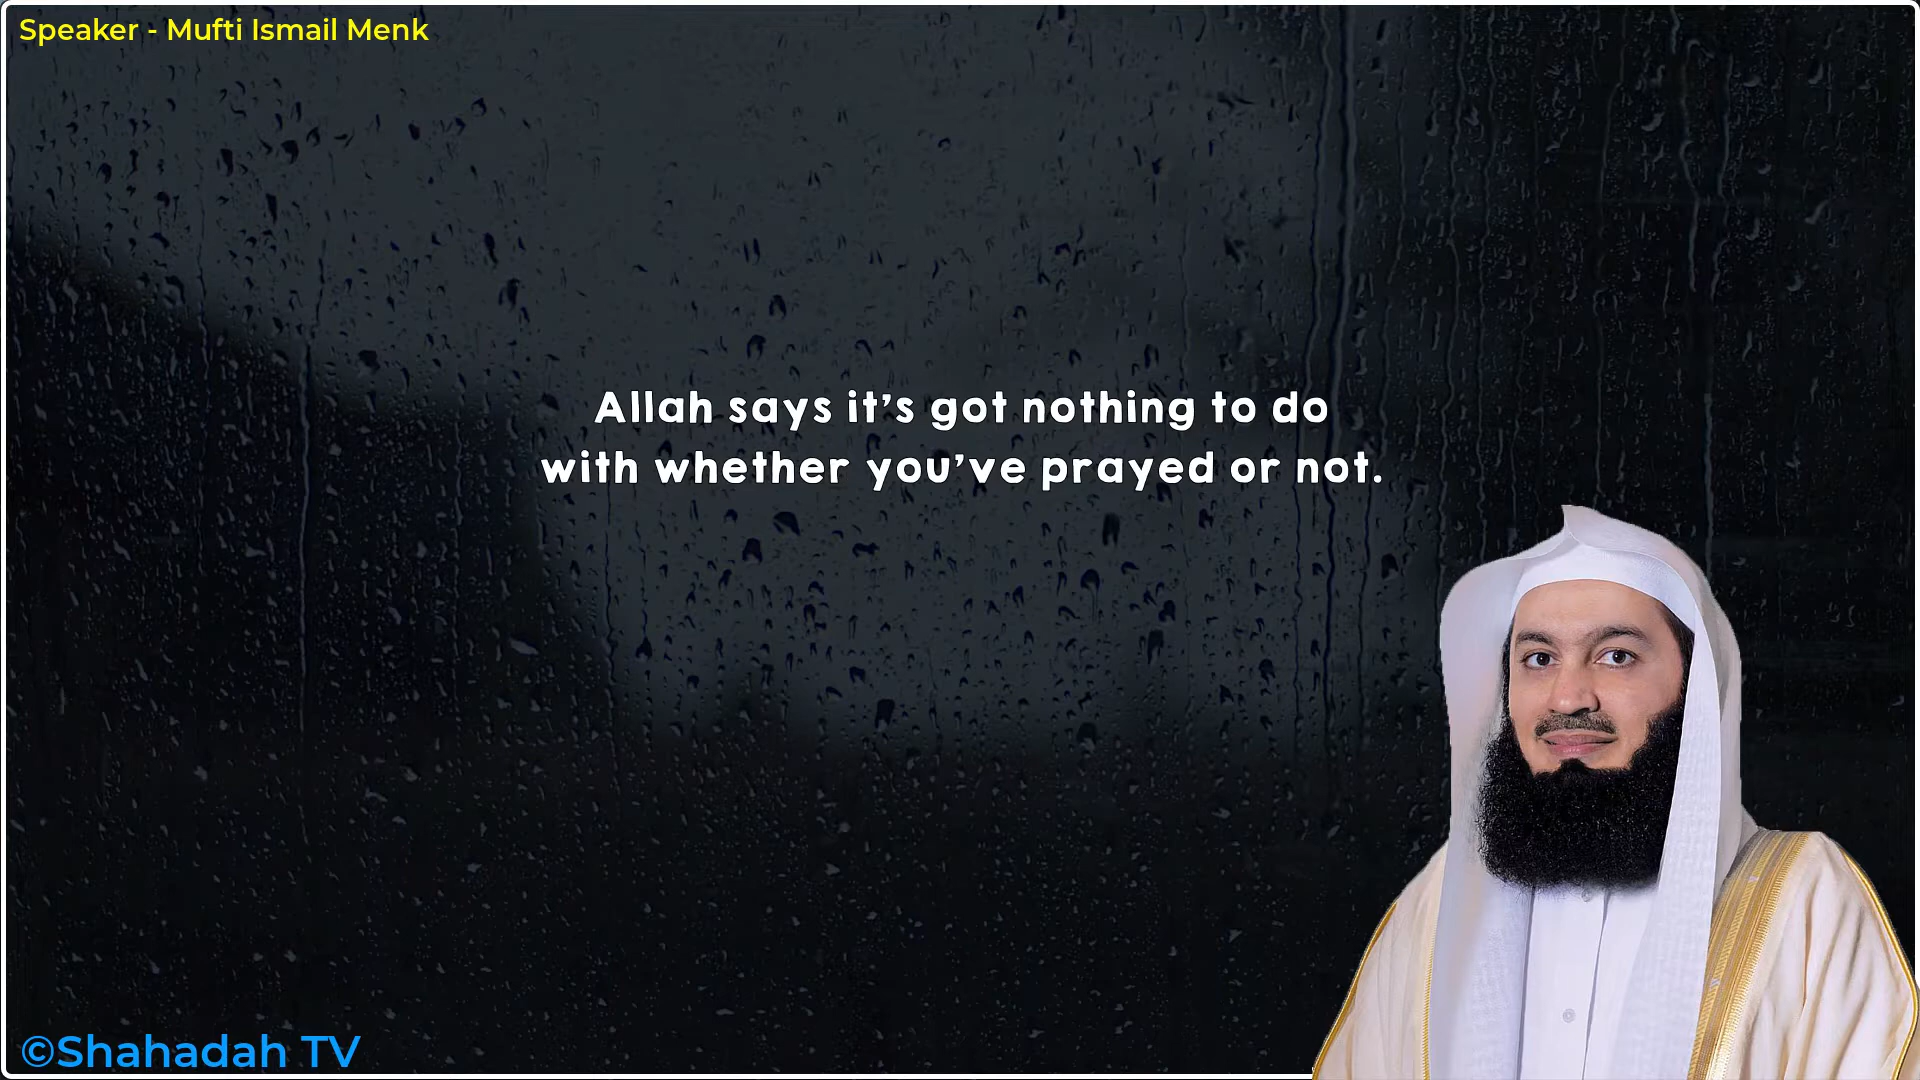 Speaker - Mufti Ismail Menk
Allah says it's got nothing to do
with whether you've prayed or not.
©Shahadah TV